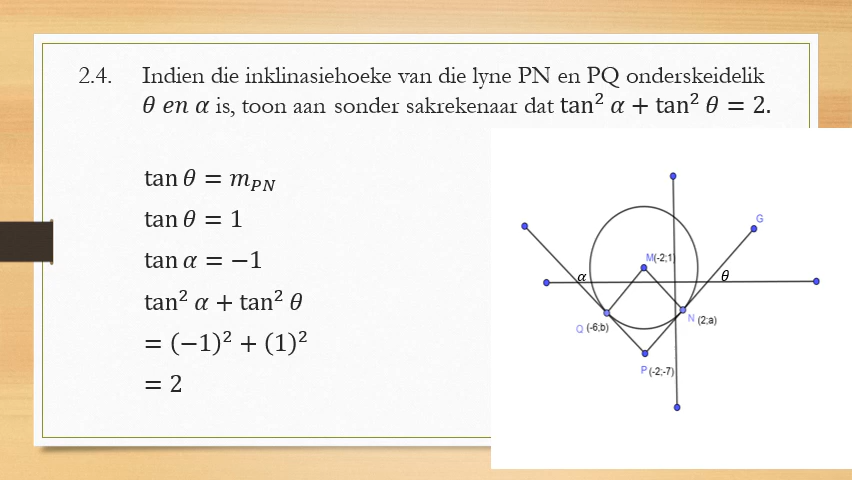 2.4. Indien die inklinasiehoeke van die lyne PN en PQ onderskeidelik
θ en α is, toon aan sonder sakrekenaar dat tan² α + tan² θ = 2.
tan θ = m_PN
tan θ = 1
tan α = −1
tan² α + tan² θ
= (−1)² + (1)²
= 2
G
M(-2;1)
α
θ
Q (-6;b)
N (2;a)
P (-2;-7)